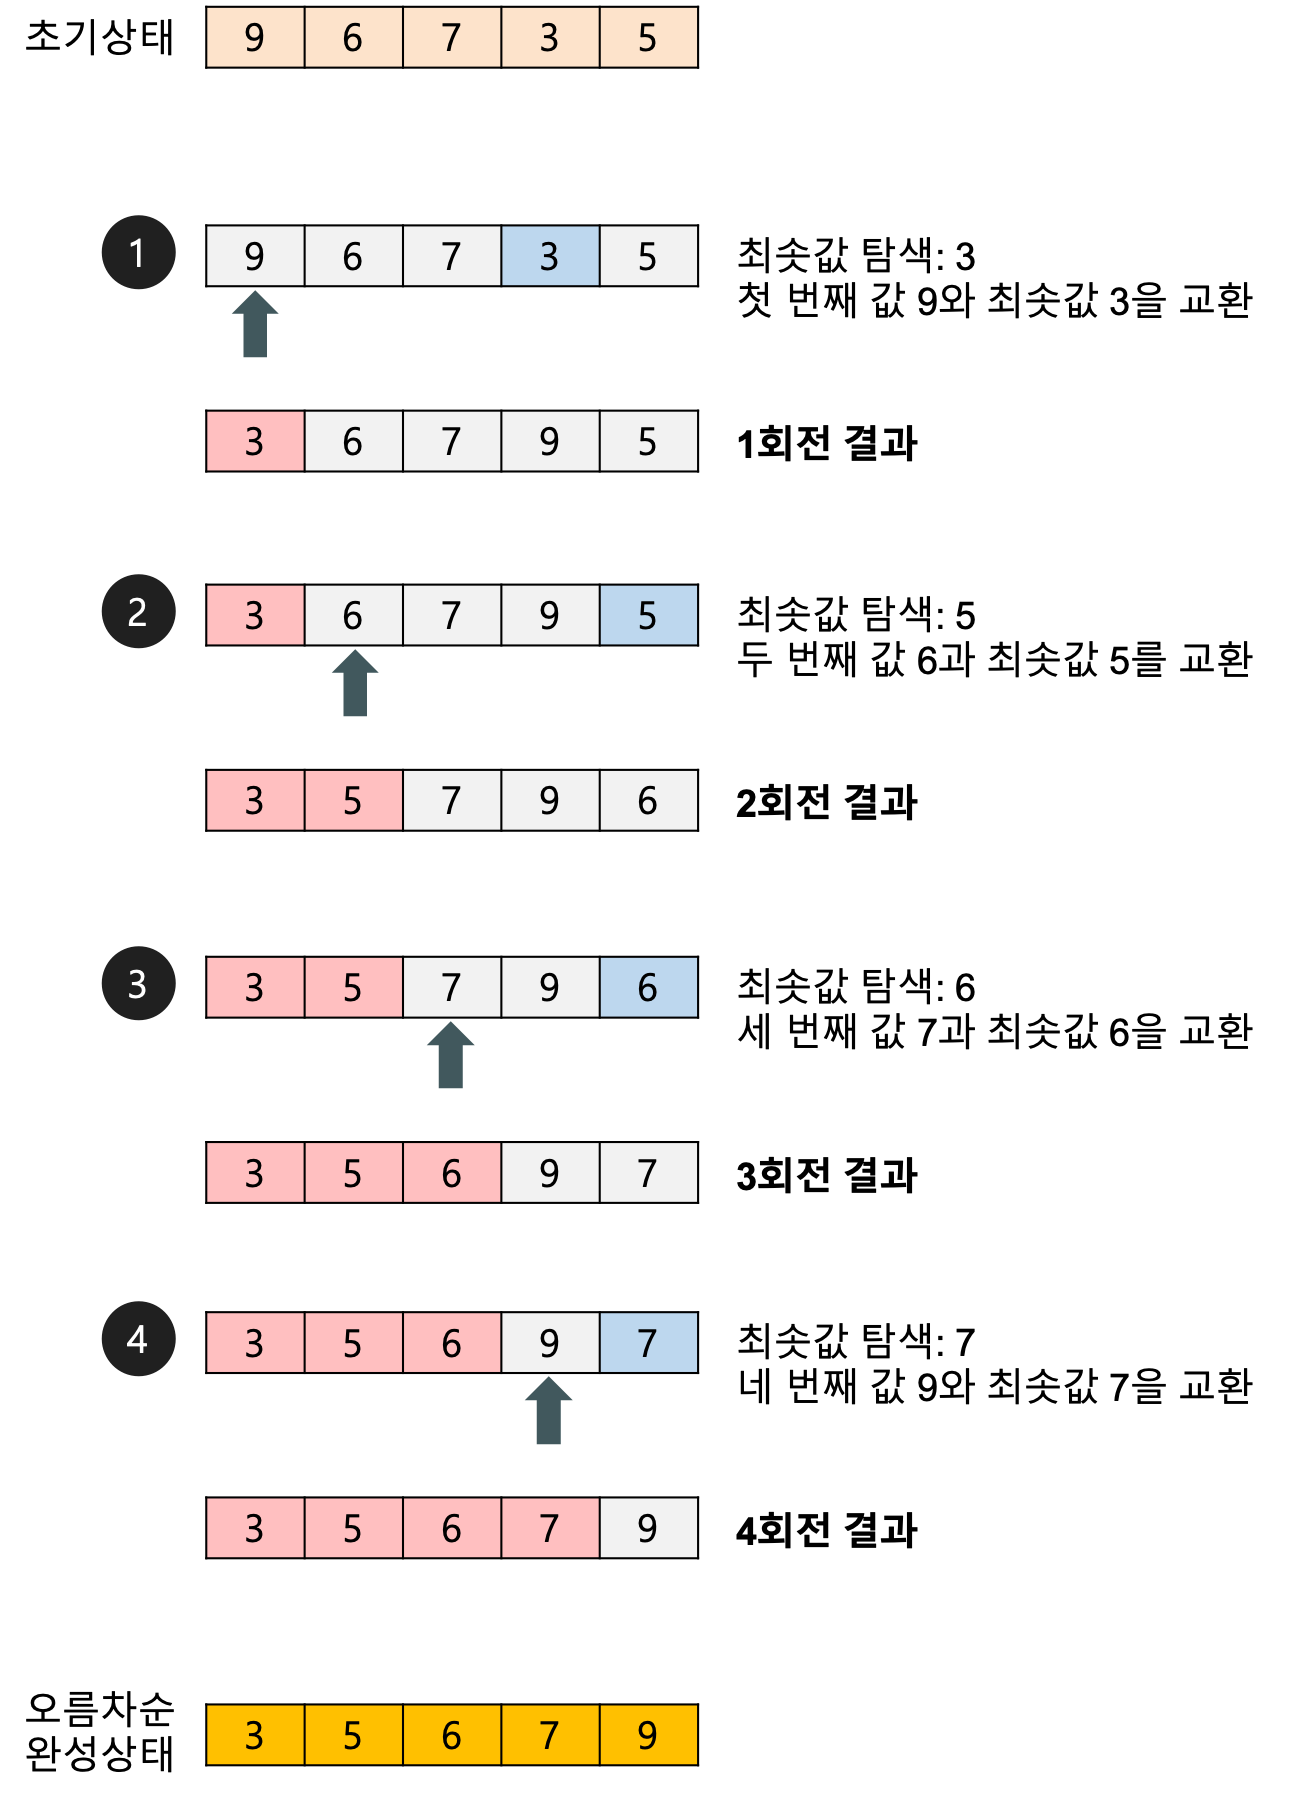 초기상태 9 6 7 3 5
1 9 6 7 3 5 최솟값 탐색: 3
첫 번째 값 9와 최솟값 3을 교환
3 6 7 9 5 1회전 결과
2 3 6 7 9 5 최솟값 탐색: 5
두 번째 값 6과 최솟값 5를 교환
3 5 7 9 6 2회전 결과
3 3 5 7 9 6 최솟값 탐색: 6
세 번째 값 7과 최솟값 6을 교환
3 5 6 9 7 3회전 결과
4 3 5 6 9 7 최솟값 탐색: 7
네 번째 값 9와 최솟값 7을 교환
3 5 6 7 9 4회전 결과
오름차순
완성상태 3 5 6 7 9